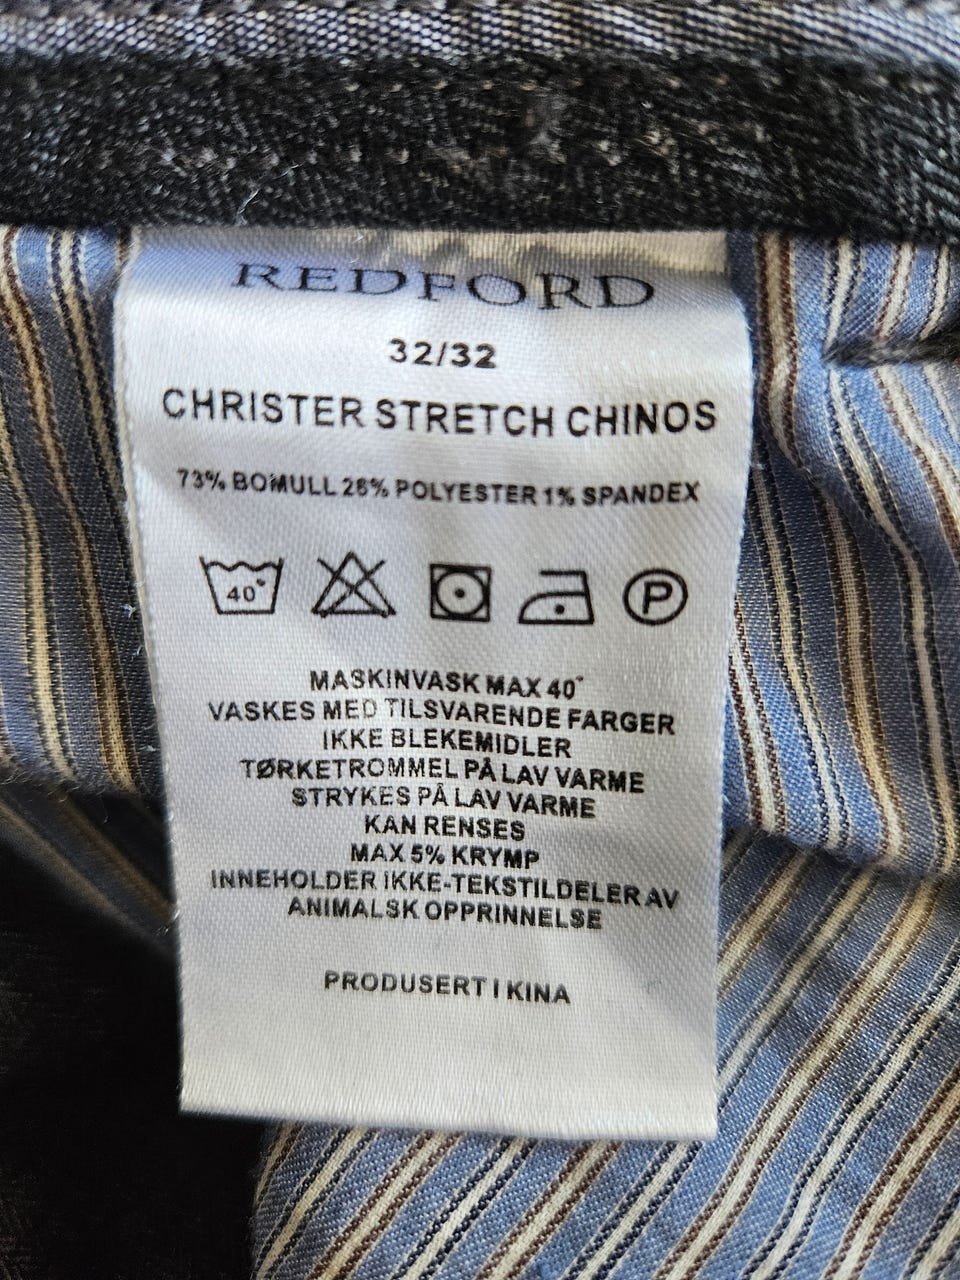 REDFORD
32/32
CHRISTER STRETCH CHINOS
73% BOMULL 26% POLYESTER 1% SPANDEX
40° P
MASKINVASK MAX 40°
VASKES MED TILSVARENDE FARGER
IKKE BLEKEMIDLER
TØRKETROMMEL PÅ LAV VARME
STRYKES PÅ LAV VARME
KAN RENSES
MAX 5% KRYMP
INNEHOLDER IKKE-TEKSTILDELER AV
ANIMALSK OPPRINNELSE
PRODUSERT I KINA